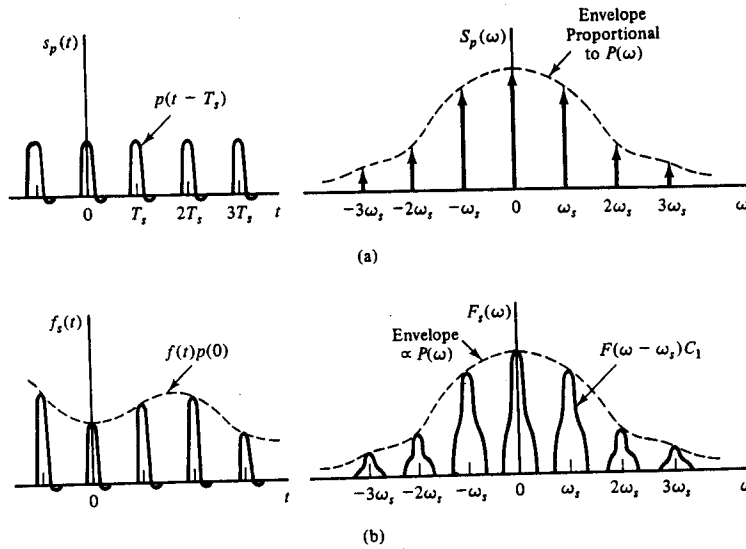 s_p(t)
p(t − T_s)
0 T_s 2T_s 3T_s t
S_p(ω)
Envelope
Proportional
to P(ω)
−3ω_s −2ω_s −ω_s 0 ω_s 2ω_s 3ω_s ω
(a)
f_s(t)
f(t)p(0)
0 t
F_s(ω)
Envelope
∝ P(ω)
F(ω − ω_s)C_1
−3ω_s −2ω_s −ω_s 0 ω_s 2ω_s 3ω_s ω
(b)